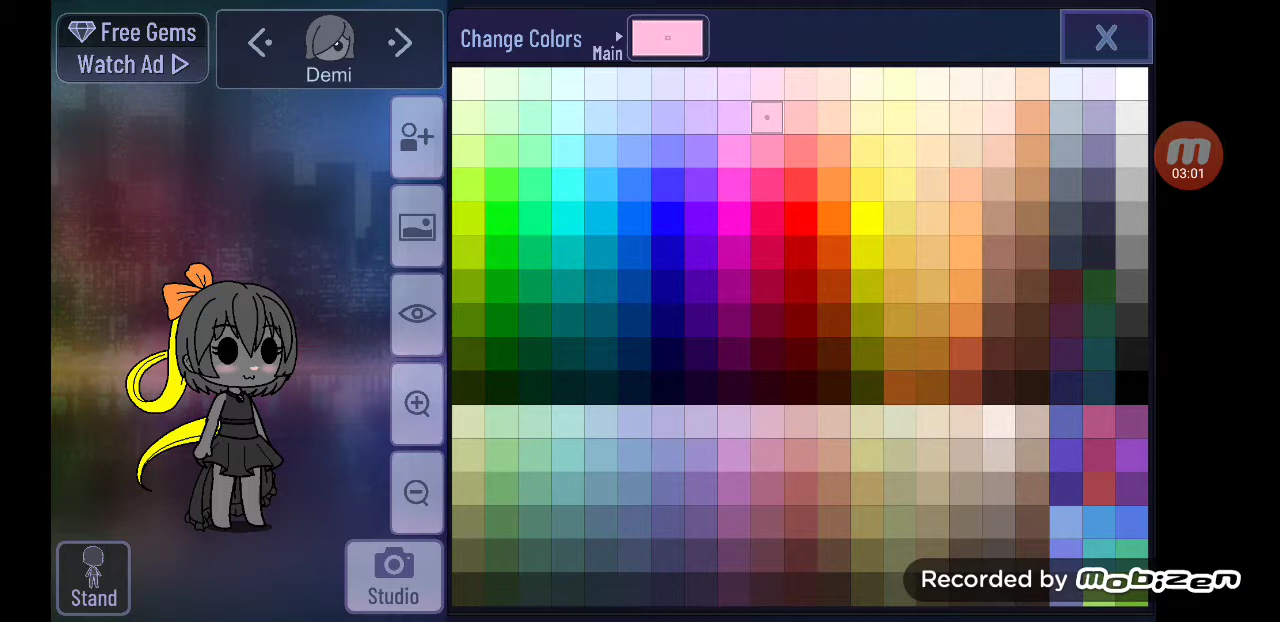 Free Gems
Watch Ad
Demi
Change Colors
Main
X
03:01
Stand
Studio
Recorded by Mobizen